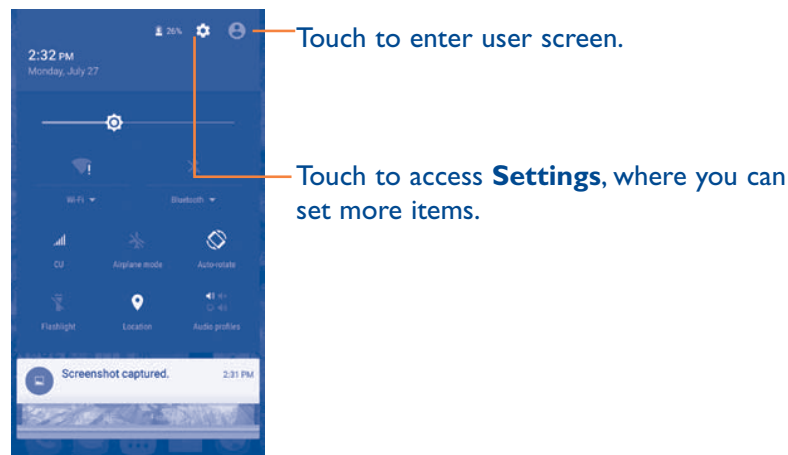 26%
Touch to enter user screen.
2:32 PM
Monday, July 27
Touch to access Settings, where you can
set more items.
Wi-Fi Bluetooth
CU Airplane mode Auto-rotate
Flashlight Location Audio profiles
Screenshot captured. 2:31 PM